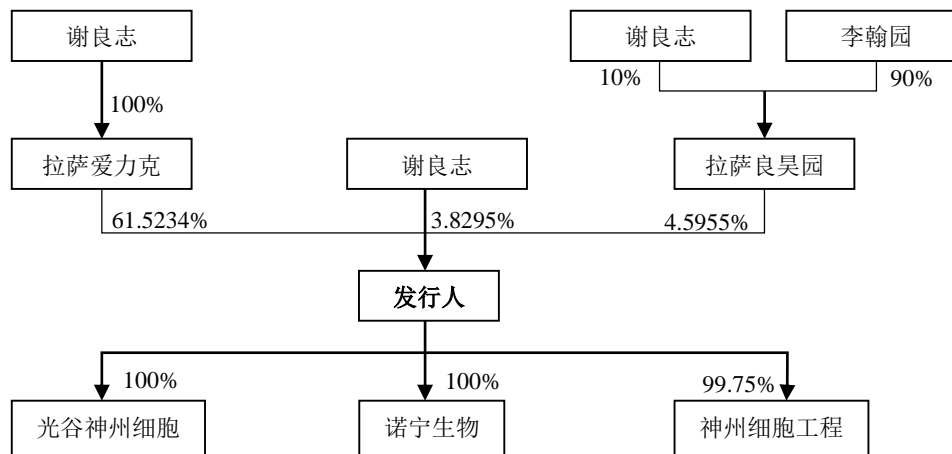 谢良志
谢良志
李翰园
10%
90%
100%
拉萨爱力克
谢良志
拉萨良昊园
61.5234%
3.8295%
4.5955%
发行人
100%
100%
99.75%
光谷神州细胞
诺宁生物
神州细胞工程